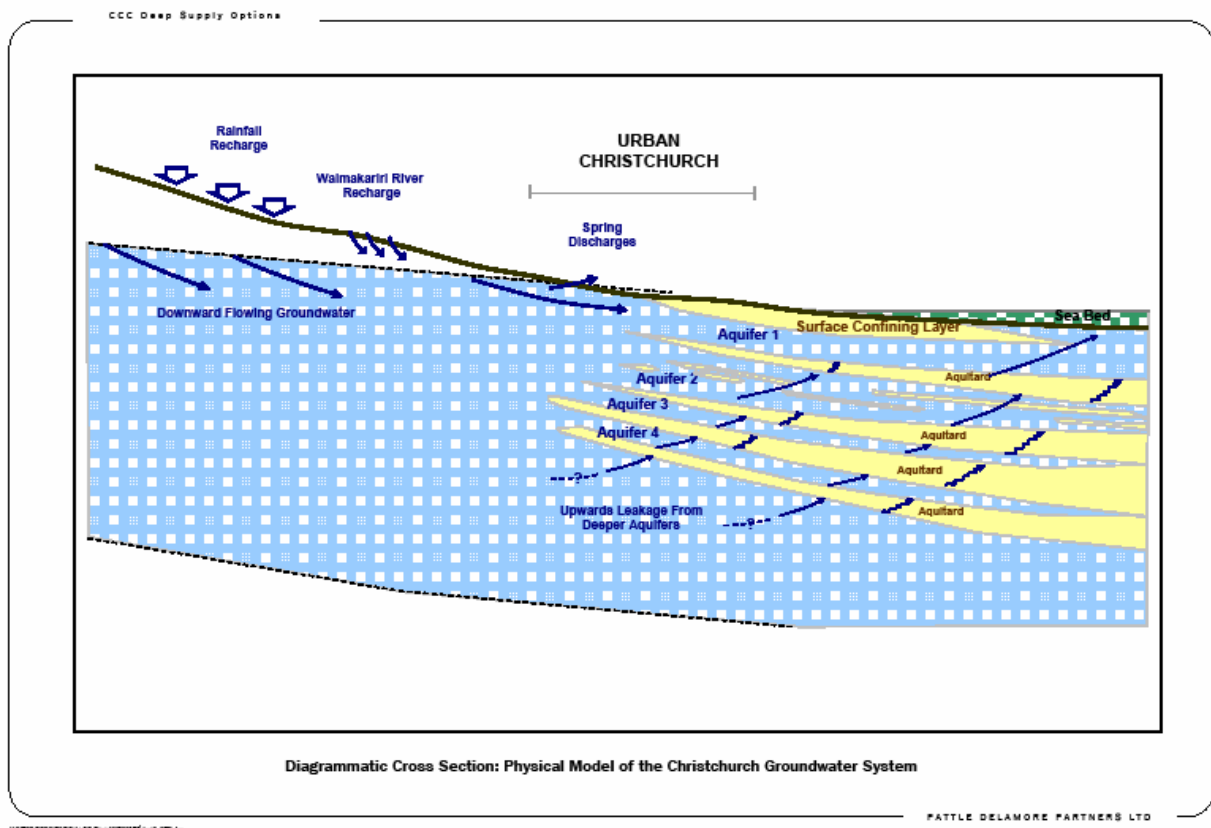 CCC Deep Supply Options
Rainfall
Recharge
URBAN
CHRISTCHURCH
Waimakariri River
Recharge
Spring
Discharges
Downward Flowing Groundwater
Sea Bed
Surface Confining Layer
Aquifer 1
Aquitard
Aquifer 2
Aquifer 3
Aquifer 4
Aquitard
Aquitard
?
Upwards Leakage From
Deeper Aquifers
?
Aquitard
Diagrammatic Cross Section: Physical Model of the Christchurch Groundwater System
PATTLE DELAMORE PARTNERS LTD